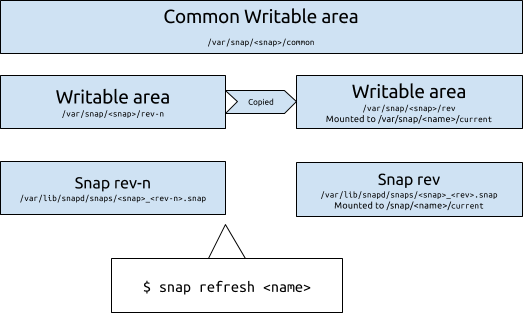 Common Writable area
/var/snap/<snap>/common
Writable area
/var/snap/<snap>/rev-n
Copied
Writable area
/var/snap/<snap>/rev
Mounted to /var/snap/<name>/current
Snap rev-n
/var/lib/snapd/snaps/<snap>_<rev-n>.snap
Snap rev
/var/lib/snapd/snaps/<snap>_<rev>.snap
Mounted to /snap/<name>/current
$ snap refresh <name>